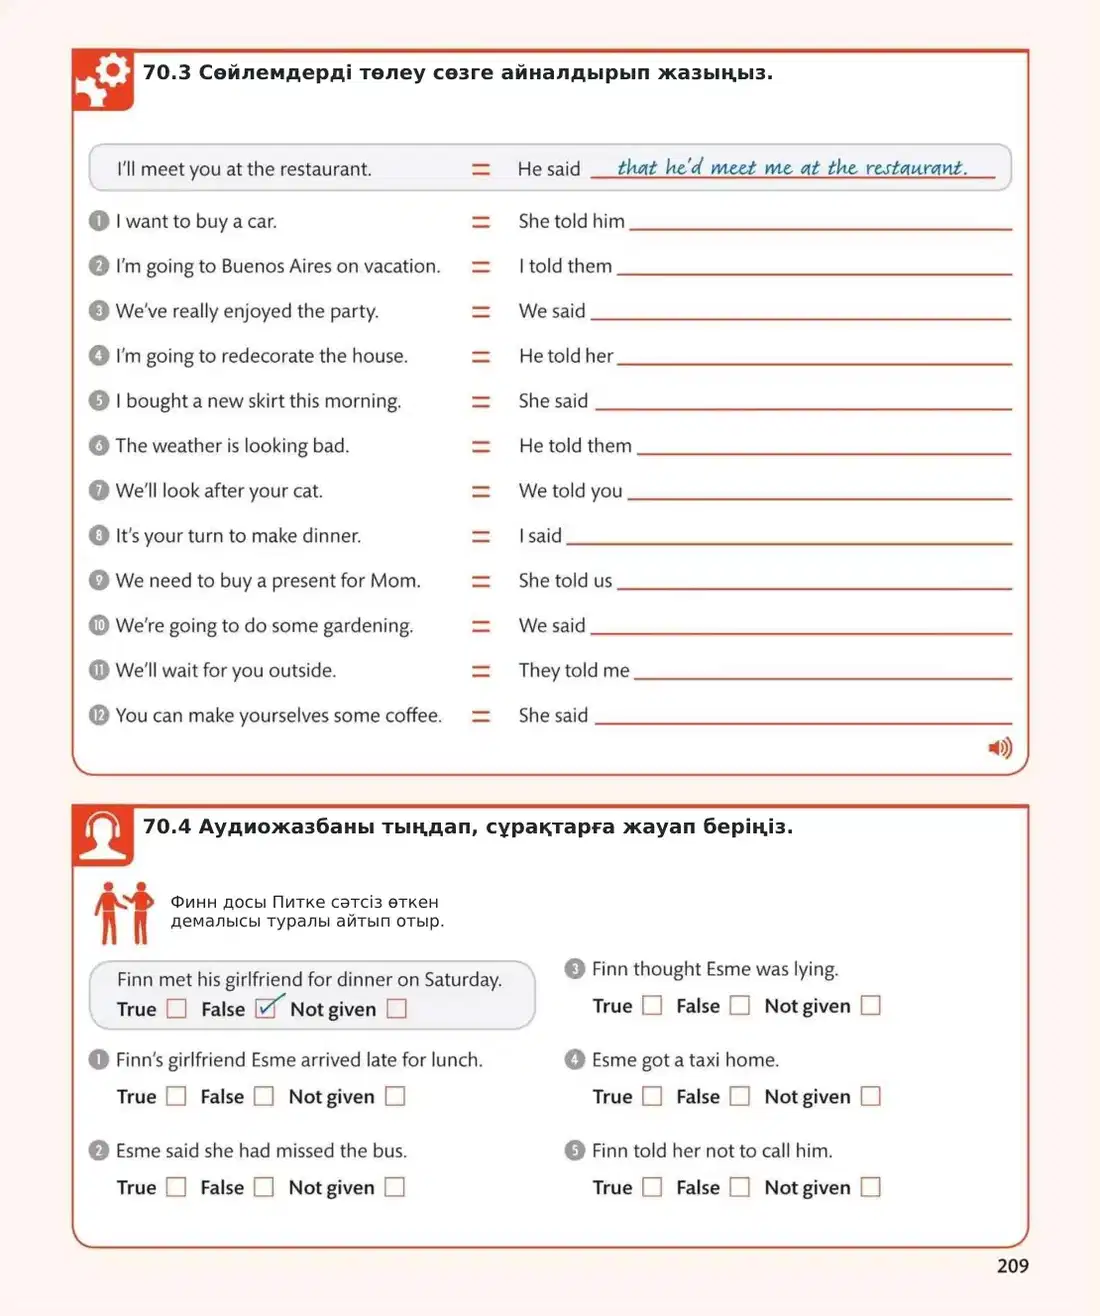 70.3 Сөйлемдерді төлеу сөзге айналдырып жазыңыз.
I'll meet you at the restaurant. = He said that he'd meet me at the restaurant.
1 I want to buy a car. = She told him
2 I'm going to Buenos Aires on vacation. = I told them
3 We've really enjoyed the party. = We said
4 I'm going to redecorate the house. = He told her
5 I bought a new skirt this morning. = She said
6 The weather is looking bad. = He told them
7 We'll look after your cat. = We told you
8 It's your turn to make dinner. = I said
9 We need to buy a present for Mom. = She told us
10 We're going to do some gardening. = We said
11 We'll wait for you outside. = They told me
12 You can make yourselves some coffee. = She said
70.4 Аудиожазбаны тыңдап, сұрақтарға жауап беріңіз.
Финн досы Питке сәтсіз өткен
демалысы туралы айтып отыр.
Finn met his girlfriend for dinner on Saturday.
True False Not given
1 Finn's girlfriend Esme arrived late for lunch.
True False Not given
2 Esme said she had missed the bus.
True False Not given
3 Finn thought Esme was lying.
True False Not given
4 Esme got a taxi home.
True False Not given
5 Finn told her not to call him.
True False Not given
209